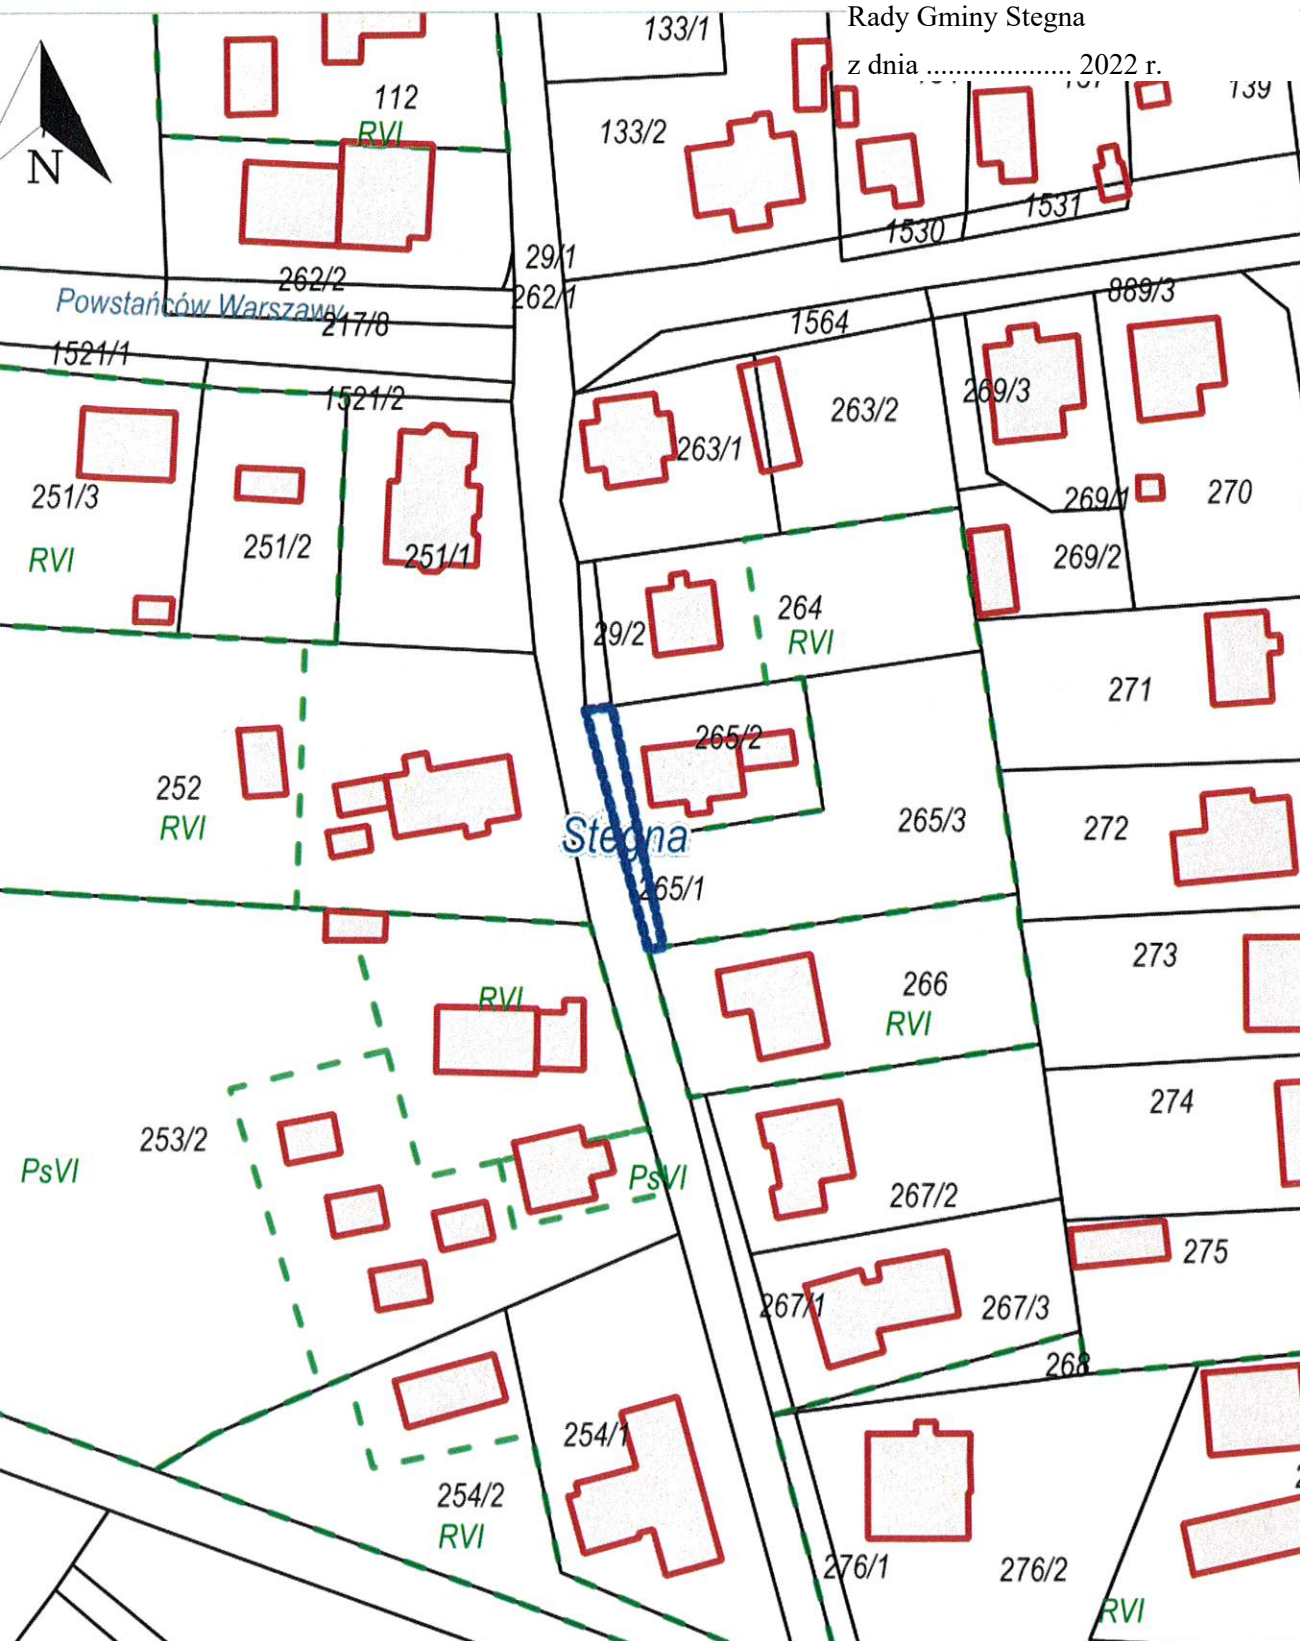 Rady Gminy Stegna
z dnia .................... 2022 r.
133/1
112
RVI
133/2
139
N
1531
1530
29/1
262/2
262/1
889/3
Powstańców Warszawy
217/8
1564
1521/1
1521/2
269/3
263/2
263/1
251/3
269/1
270
251/2
251/1
RVI
269/2
264
29/2
RVI
271
265/2
252
RVI
265/3
272
Stegna
265/1
273
266
RVI
RVI
274
253/2
PsVI
PsVI
267/2
275
267/1
267/3
268
254/1
254/2
RVI
276/1
276/2
RVI